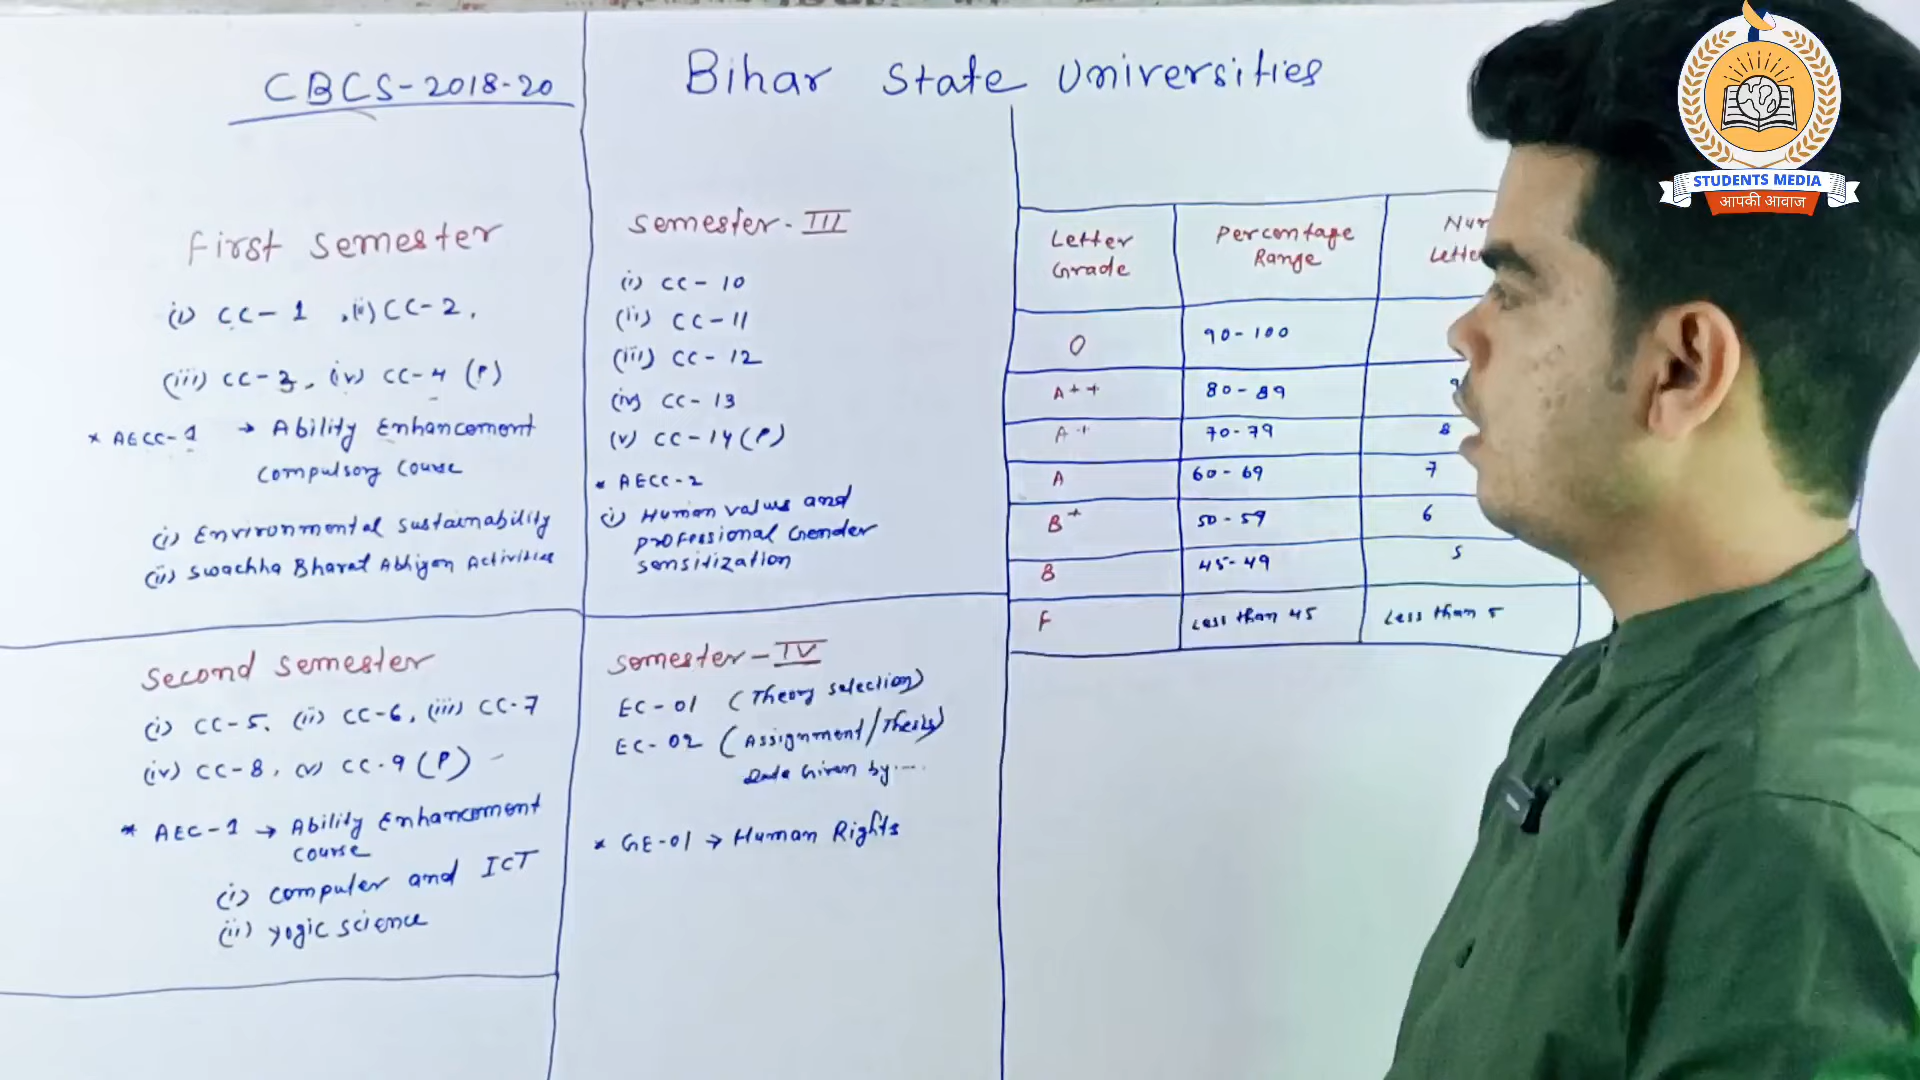 CBCS-2018-20
Bihar State Universities
First Semester
(i) CC-1, (ii) CC-2,
(iii) CC-3, (iv) CC-4 (P)
* AECC-1 → Ability Enhancement
Compulsory Course
(i) Environmental Sustainability
(ii) Swachha Bharat Abhiyan Activities
Second Semester
(i) CC-5, (ii) CC-6, (iii) CC-7
(iv) CC-8, (v) CC-9 (P)
* AEC-1 → Ability Enhancement
Course
(i) Computer and ICT
(ii) Yogic Science
Semester-III
(i) CC-10
(ii) CC-11
(iii) CC-12
(iv) CC-13
(v) CC-14 (P)
* AECC-2
(i) Human values and
professional Gender
sensitization
Semester-IV
EC-01 (Theory selection)
EC-02 (Assignment/Thesis)
Given by....
* GE-01 → Human Rights
Letter Grade Percentage Range
O 90-100
A++ 80-89 9
A+ 70-79 8
A 60-69 7
B+ 50-59 6
B 45-49 5
F Less than 45 Less than 5
STUDENTS MEDIA
आपकी आवाज